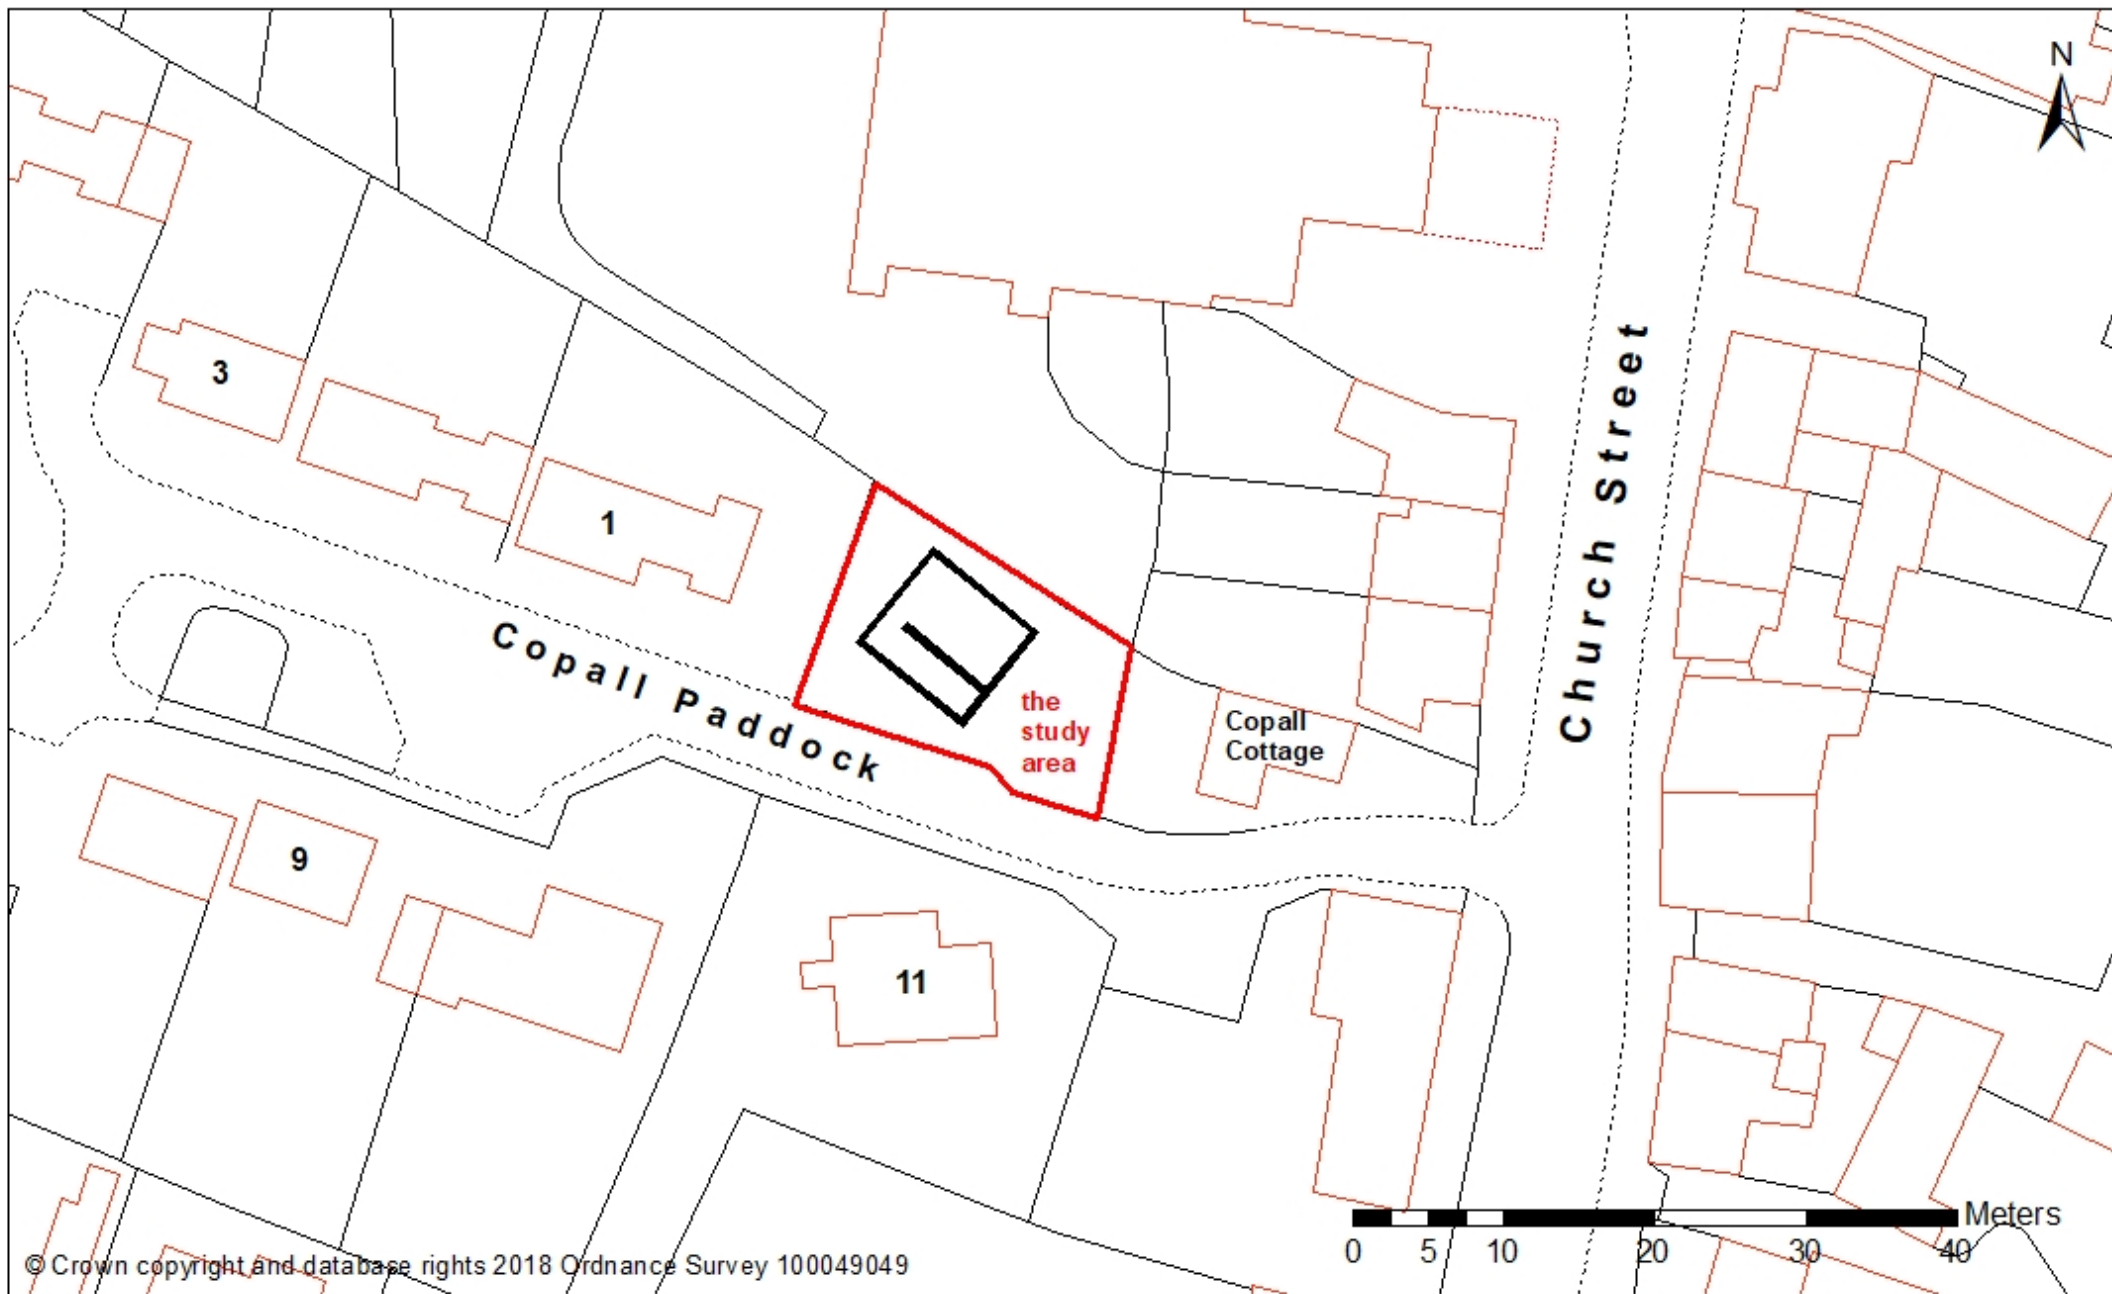 N
3
1
Copall Paddock
Church Street
the
study
area
Copall
Cottage
9
11
Meters
0 5 10 20 30 40
© Crown copyright and database rights 2018 Ordnance Survey 100049049